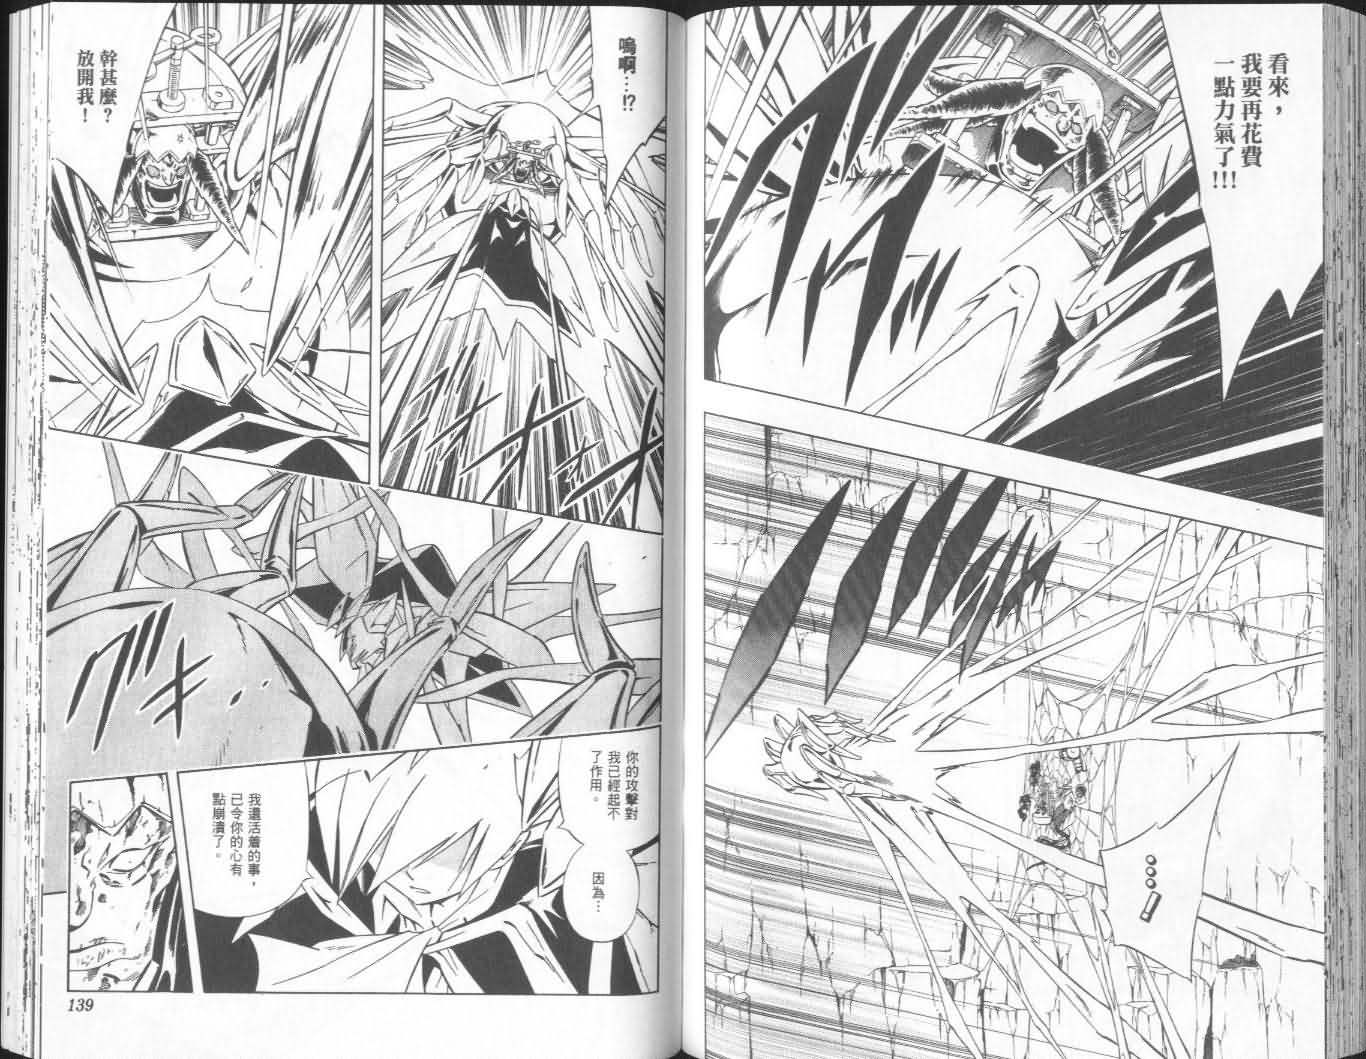 看來，
我要再花費
一點力氣了!!!
…!
嗚啊…!?
幹甚麼?
放開我!
グ
ギ
你的攻擊對
我已經起不
了作用。
因為…
我還活着的事，
已令你的心有
點崩潰了。
139